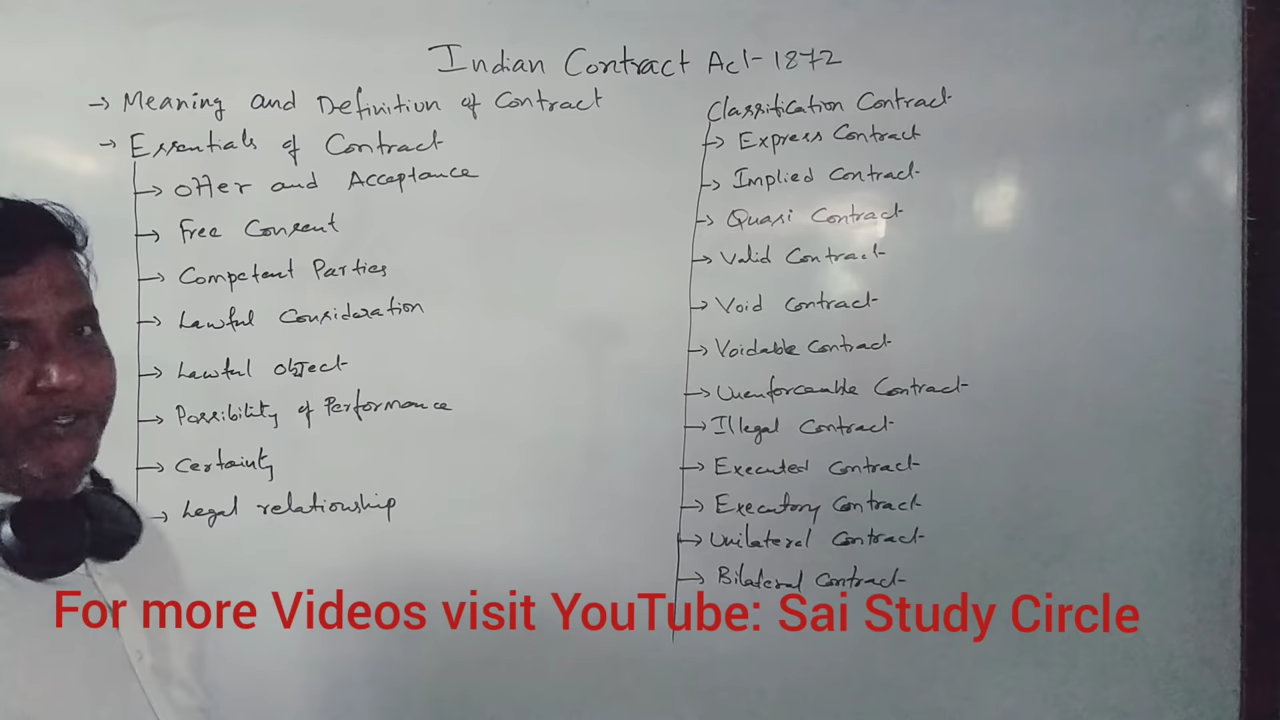 Indian Contract Act-1872
→ Meaning and Definition of Contract
→ Essentials of Contract
→ Offer and Acceptance
→ Free Consent
→ Competent Parties
→ Lawful Consideration
→ Lawful object
→ Possibility of Performance
→ Certainty
→ Legal relationship
Classification Contract
→ Express Contract
→ Implied Contract
→ Quasi Contract
→ Valid Contract
→ Void Contract
→ Voidable Contract
→ Unenforceable Contract
→ Illegal Contract
→ Executed Contract
→ Executory Contract
→ Unilateral Contract
→ Bilateral Contract
For more Videos visit YouTube: Sai Study Circle